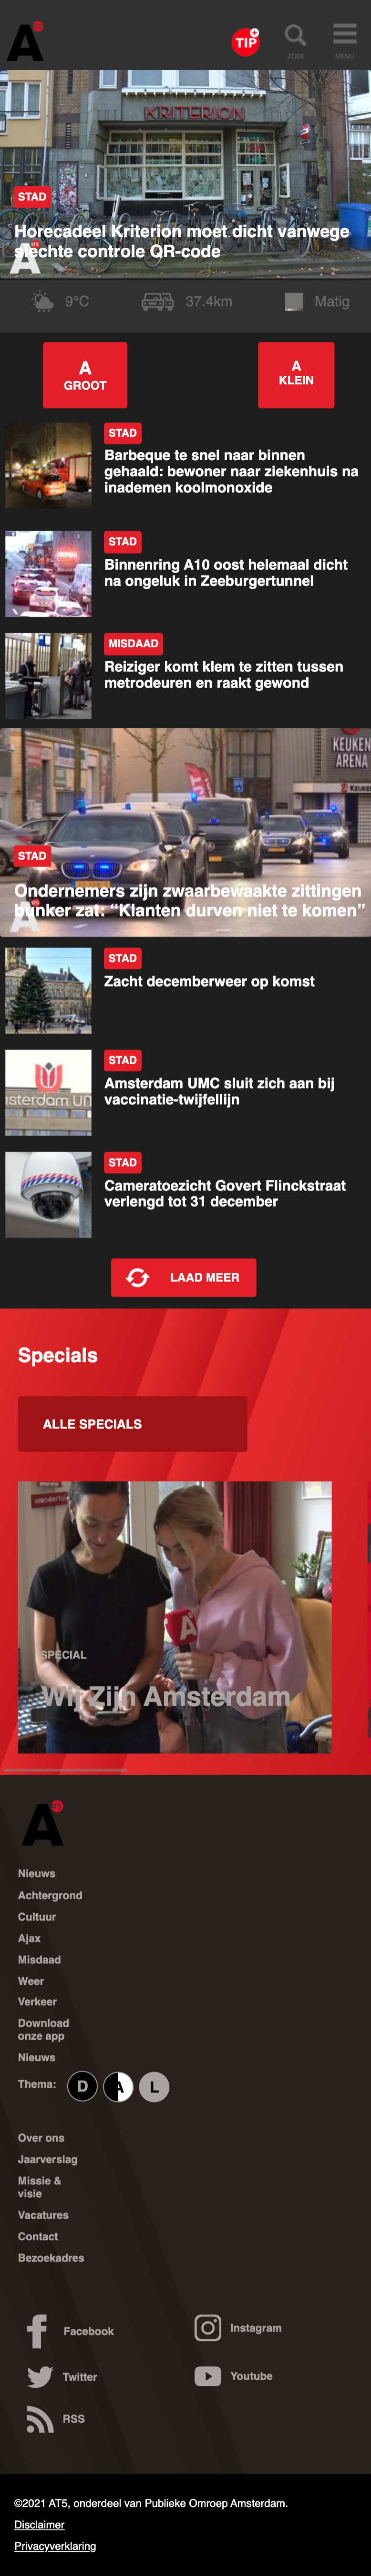 A AT5
TIP
ZOEK
MENU
KRITERION
STAD
Horecadeel Kriterion moet dicht vanwege
slechte controle QR-code
9°C
37.4km
Matig
A
GROOT
A
KLEIN
STAD
Barbeque te snel naar binnen
gehaald: bewoner naar ziekenhuis na
inademen koolmonoxide
STAD
Binnenring A10 oost helemaal dicht
na ongeluk in Zeeburgertunnel
MISDAAD
Reiziger komt klem te zitten tussen
metrodeuren en raakt gewond
KEUKEN
ARENA
STAD
Ondernemers zijn zwaarbewaakte zittingen
bunker zat: “Klanten durven niet te komen”
STAD
Zacht decemberweer op komst
STAD
Amsterdam UMC sluit zich aan bij
vaccinatie-twijfellijn
STAD
Cameratoezicht Govert Flinckstraat
verlengd tot 31 december
LAAD MEER
Specials
ALLE SPECIALS
SPECIAL
Wij Zijn Amsterdam
A AT5
Nieuws
Achtergrond
Cultuur
Ajax
Misdaad
Weer
Verkeer
Download
onze app
Nieuws
Thema: D A L
Over ons
Jaarverslag
Missie &
visie
Vacatures
Contact
Bezoekadres
Facebook
Instagram
Twitter
Youtube
RSS
©2021 AT5, onderdeel van Publieke Omroep Amsterdam.
Disclaimer
Privacyverklaring